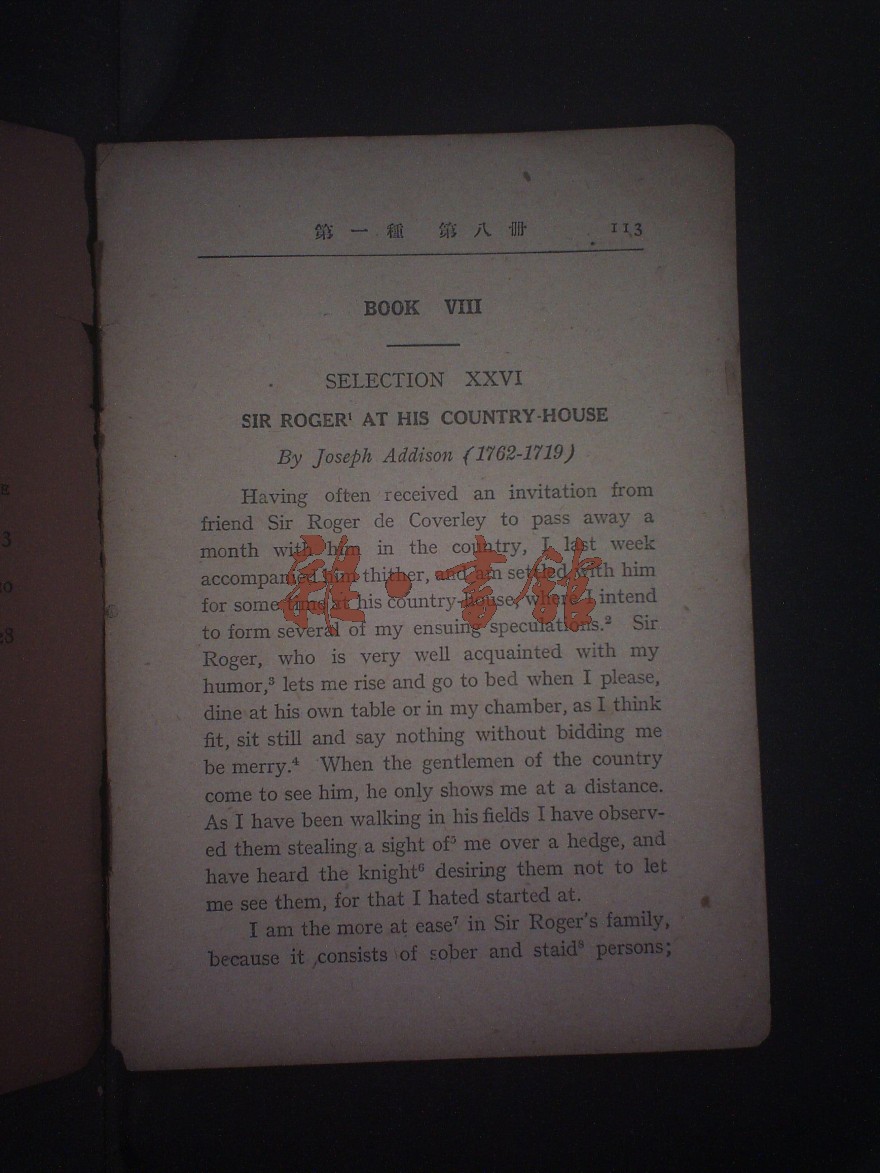 第一種 第八冊 113
BOOK VIII
SELECTION XXVI
SIR ROGER¹ AT HIS COUNTRY-HOUSE
By Joseph Addison (1762-1719)
Having often received an invitation from
friend Sir Roger de Coverley to pass away a
month with him in the country, I last week
accompanied him thither, and am settled with him
for some time at his country-house, where I intend
to form several of my ensuing speculations.² Sir
Roger, who is very well acquainted with my
humor,³ lets me rise and go to bed when I please,
dine at his own table or in my chamber, as I think
fit, sit still and say nothing without bidding me
be merry.⁴ When the gentlemen of the country
come to see him, he only shows me at a distance.
As I have been walking in his fields I have observ-
ed them stealing a sight of⁵ me over a hedge, and
have heard the knight⁶ desiring them not to let
me see them, for that I hated started at.
I am the more at ease⁷ in Sir Roger's family,
because it consists of sober and staid⁸ persons;
雜·書館
E
3
20
28